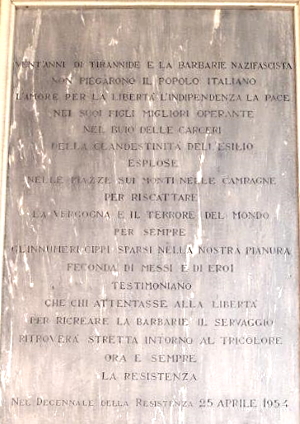 VENT'ANNI DI TIRANNIDE E LA BARBARIE NAZIFASCISTA
NON PIEGARONO IL POPOLO ITALIANO
L'AMORE PER LA LIBERTÀ L'INDIPENDENZA LA PACE
NEI SUOI FIGLI MIGLIORI OPERANTE
NEL BUIO DELLE CARCERI
DELLA CLANDESTINITÀ DELL'ESILIO
ESPLOSE
NELLE PIAZZE SUI MONTI NELLE CAMPAGNE
PER RISCATTARE
LA VERGOGNA E IL TERRORE DEL MONDO
PER SEMPRE
GL'INNUMERI CIPPI SPARSI NELLA NOSTRA PIANURA
FECONDA DI MESSI E DI EROI
TESTIMONIANO
CHE CHI ATTENTASSE ALLA LIBERTÀ
PER RICREARE LA BARBARIE IL SERVAGGIO
RITROVERÀ STRETTA INTORNO AL TRICOLORE
ORA E SEMPRE
LA RESISTENZA
NEL DECENNALE DELLA RESISTENZA 25 APRILE 1954